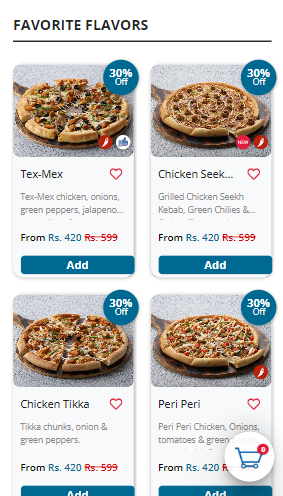 FAVORITE FLAVORS
30%
Off
30%
Off
NEW
Tex-Mex
Chicken Seek...
Tex-Mex chicken, onions,
green peppers, jalapeno...
Grilled Chicken Seekh
Kebab, Green Chilies &
From Rs. 420 Rs. 599
From Rs. 420 Rs. 599
Add
Add
30%
Off
30%
Off
Chicken Tikka
Peri Peri
Tikka chunks, onion &
green peppers.
Peri Peri Chicken, Onions,
tomatoes & green
From Rs. 420 Rs. 599
From Rs. 420
0
Add
Add